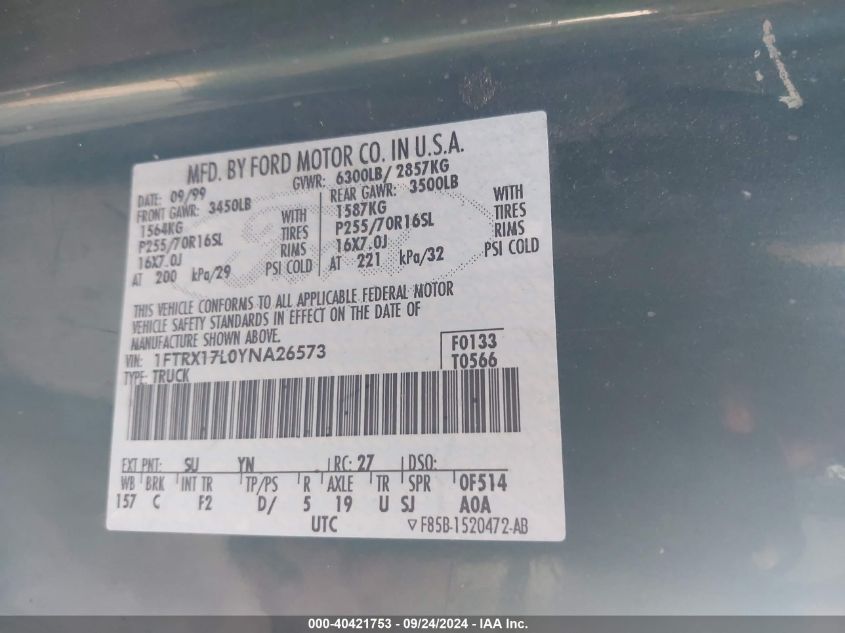 MFD. BY FORD MOTOR CO. IN U.S.A.
DATE: 09/99 GVWR: 6300LB/ 2857KG
FRONT GAWR: 3450LB REAR GAWR: 3500LB
1564KG WITH 1587KG WITH
P255/70R16SL TIRES P255/70R16SL TIRES
16X7.0J RIMS 16X7.0J RIMS
AT 200 kPa/29 PSI COLD AT 221 kPa/32 PSI COLD
THIS VEHICLE CONFORMS TO ALL APPLICABLE FEDERAL MOTOR
VEHICLE SAFETY STANDARDS IN EFFECT ON THE DATE OF
MANUFACTURE SHOWN ABOVE.
VIN: 1FTRX17L0YNA26573 F0133
TYPE: TRUCK T0566
EXT PNT: SU YN RC: 27 DSO:
WB BRK INT TR TP/PS R AXLE TR SPR 0F514
157 C F2 D/ 5 19 U SJ A0A
UTC ▽F85B-1520472-AB
000-40421753 - 09/24/2024 - IAA Inc.